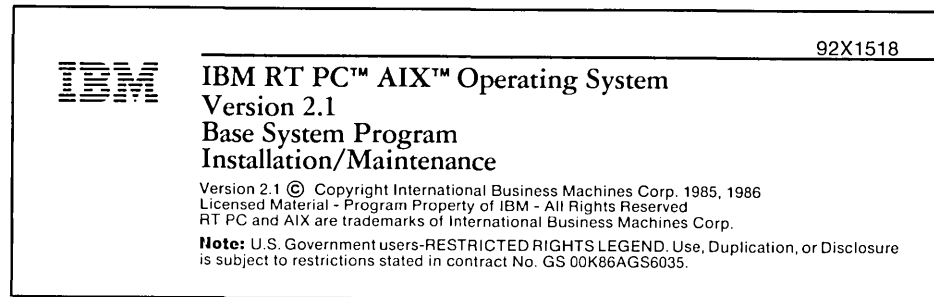 92X1518
IBM
IBM RT PC™ AIX™ Operating System
Version 2.1
Base System Program
Installation/Maintenance
Version 2.1 © Copyright International Business Machines Corp. 1985, 1986
Licensed Material - Program Property of IBM - All Rights Reserved
RT PC and AIX are trademarks of International Business Machines Corp.
Note: U.S. Government users-RESTRICTED RIGHTS LEGEND. Use, Duplication, or Disclosure
is subject to restrictions stated in contract No. GS 00K86AGS6035.